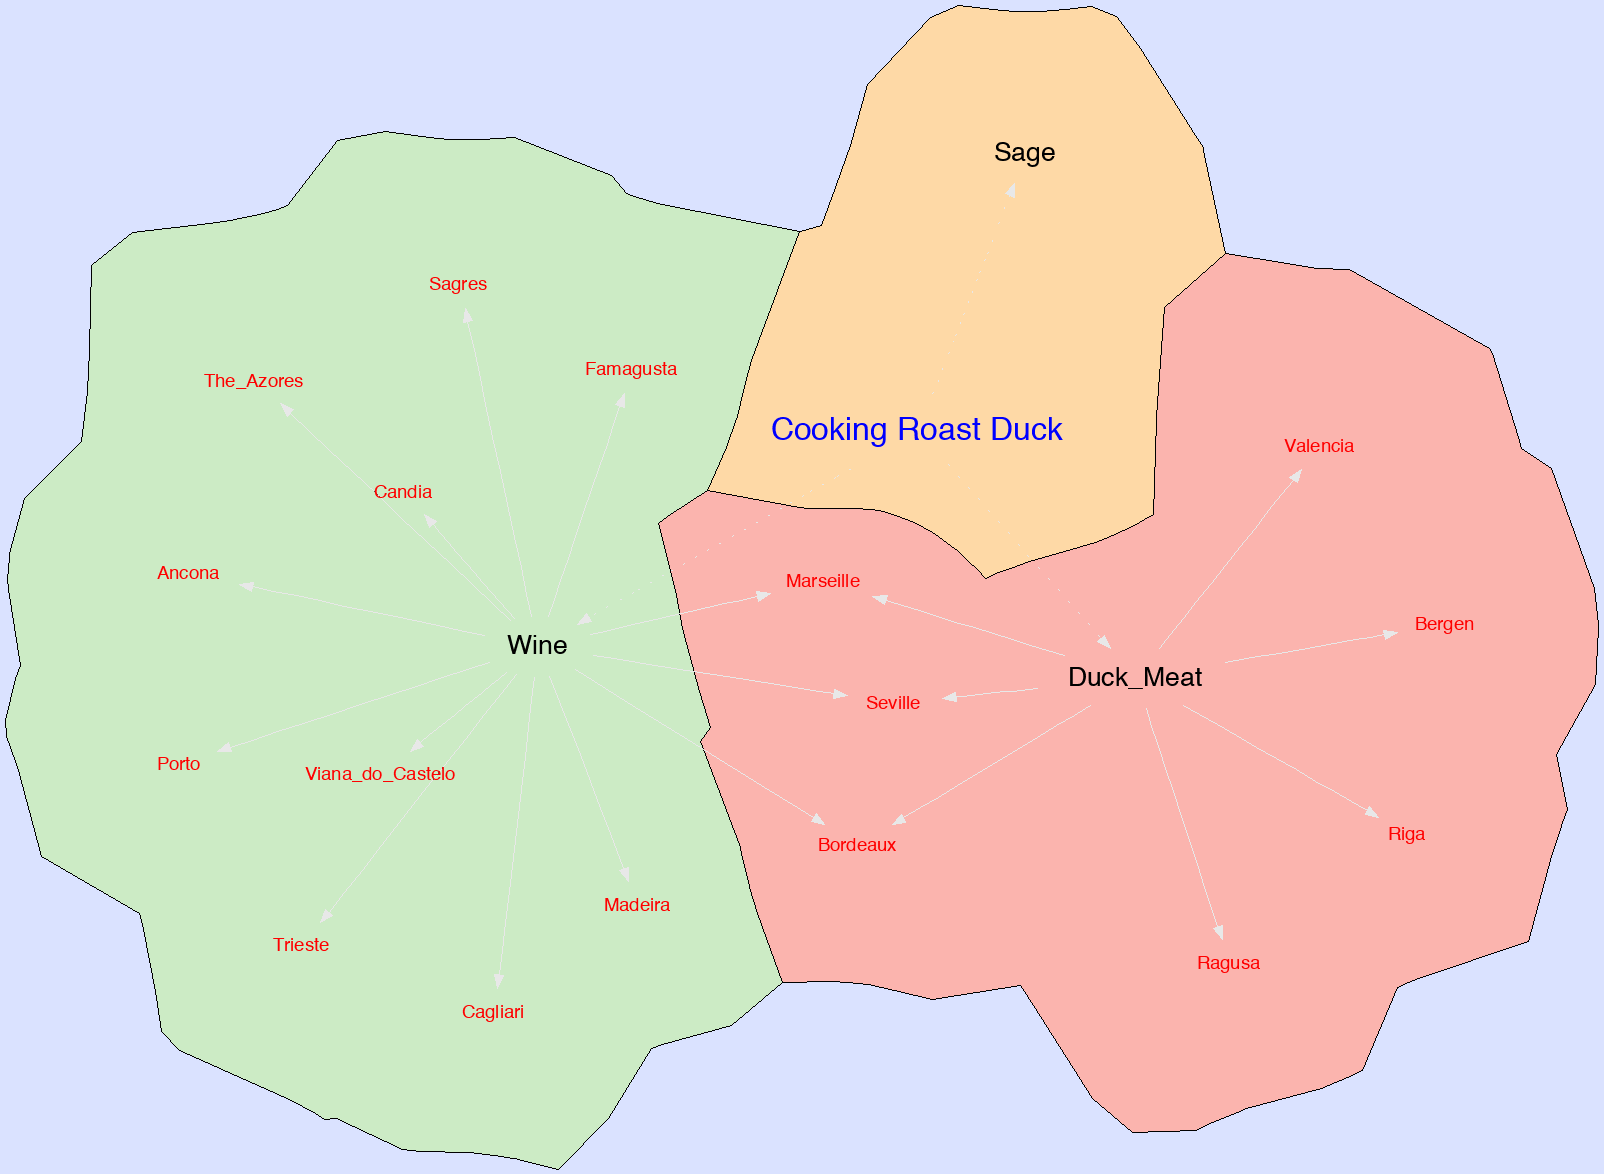 Sage
Sagres
Famagusta
The_Azores
Cooking Roast Duck
Valencia
Candia
Ancona
Marseille
Bergen
Wine
Duck_Meat
Seville
Porto
Viana_do_Castelo
Riga
Bordeaux
Madeira
Trieste
Ragusa
Cagliari